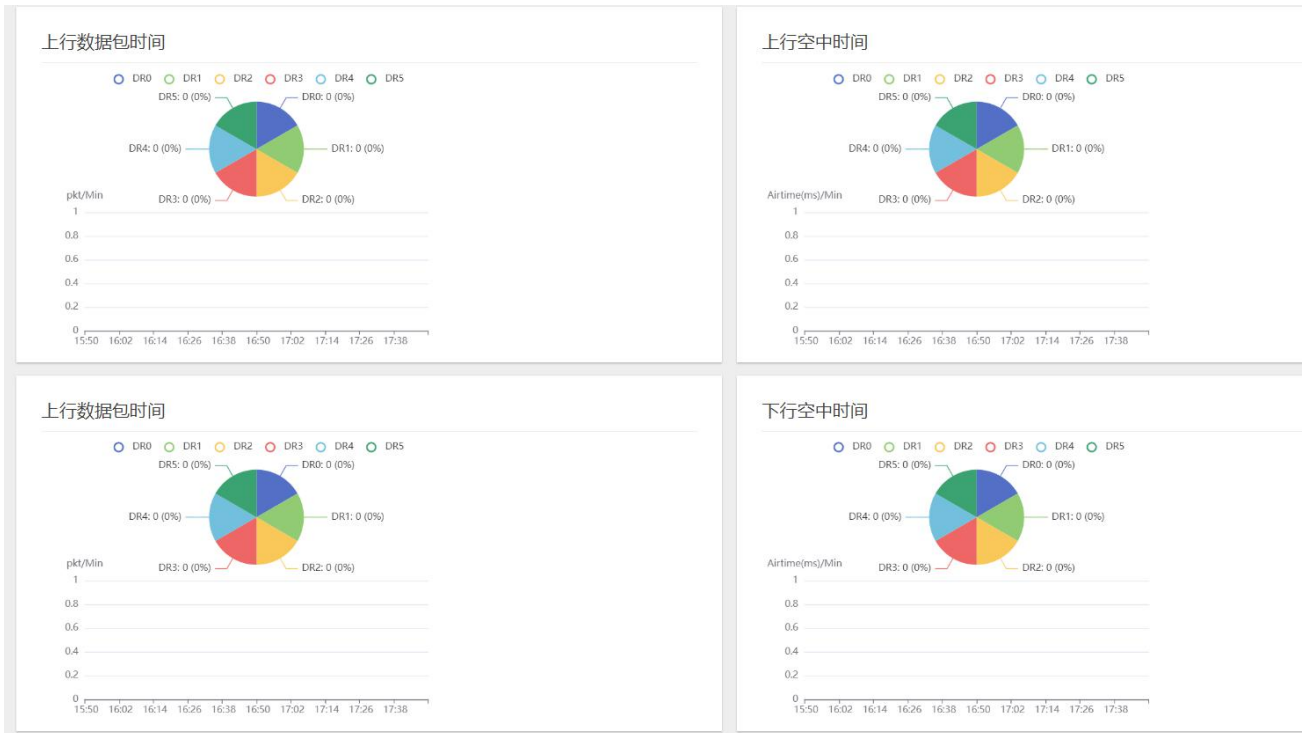 上行数据包时间
DR0 DR1 DR2 DR3 DR4 DR5
DR5: 0 (0%) DR0: 0 (0%)
DR4: 0 (0%) DR1: 0 (0%)
DR3: 0 (0%) DR2: 0 (0%)
pkt/Min
1
0.8
0.6
0.4
0.2
0
15:50 16:02 16:14 16:26 16:38 16:50 17:02 17:14 17:26 17:38
上行空中时间
DR0 DR1 DR2 DR3 DR4 DR5
DR5: 0 (0%) DR0: 0 (0%)
DR4: 0 (0%) DR1: 0 (0%)
DR3: 0 (0%) DR2: 0 (0%)
Airtime(ms)/Min
1
0.8
0.6
0.4
0.2
0
15:50 16:02 16:14 16:26 16:38 16:50 17:02 17:14 17:26 17:38
上行数据包时间
DR0 DR1 DR2 DR3 DR4 DR5
DR5: 0 (0%) DR0: 0 (0%)
DR4: 0 (0%) DR1: 0 (0%)
DR3: 0 (0%) DR2: 0 (0%)
pkt/Min
1
0.8
0.6
0.4
0.2
0
15:50 16:02 16:14 16:26 16:38 16:50 17:02 17:14 17:26 17:38
下行空中时间
DR0 DR1 DR2 DR3 DR4 DR5
DR5: 0 (0%) DR0: 0 (0%)
DR4: 0 (0%) DR1: 0 (0%)
DR3: 0 (0%) DR2: 0 (0%)
Airtime(ms)/Min
1
0.8
0.6
0.4
0.2
0
15:50 16:02 16:14 16:26 16:38 16:50 17:02 17:14 17:26 17:38